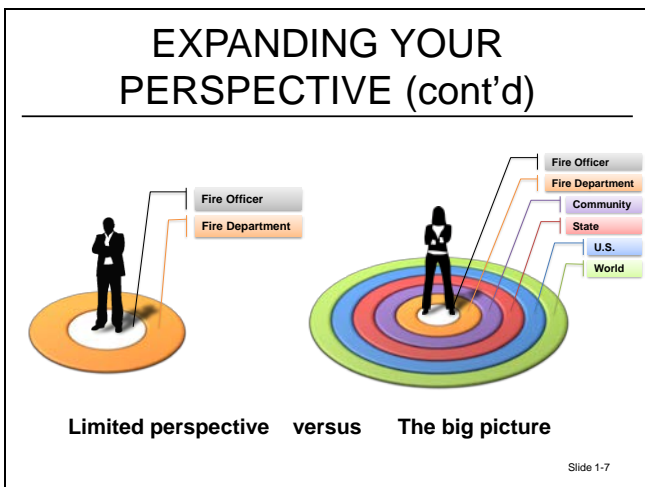 EXPANDING YOUR
PERSPECTIVE (cont’d)
Fire Officer
Fire Department
Fire Officer
Fire Department
Community
State
U.S.
World
Limited perspective versus The big picture
Slide 1-7